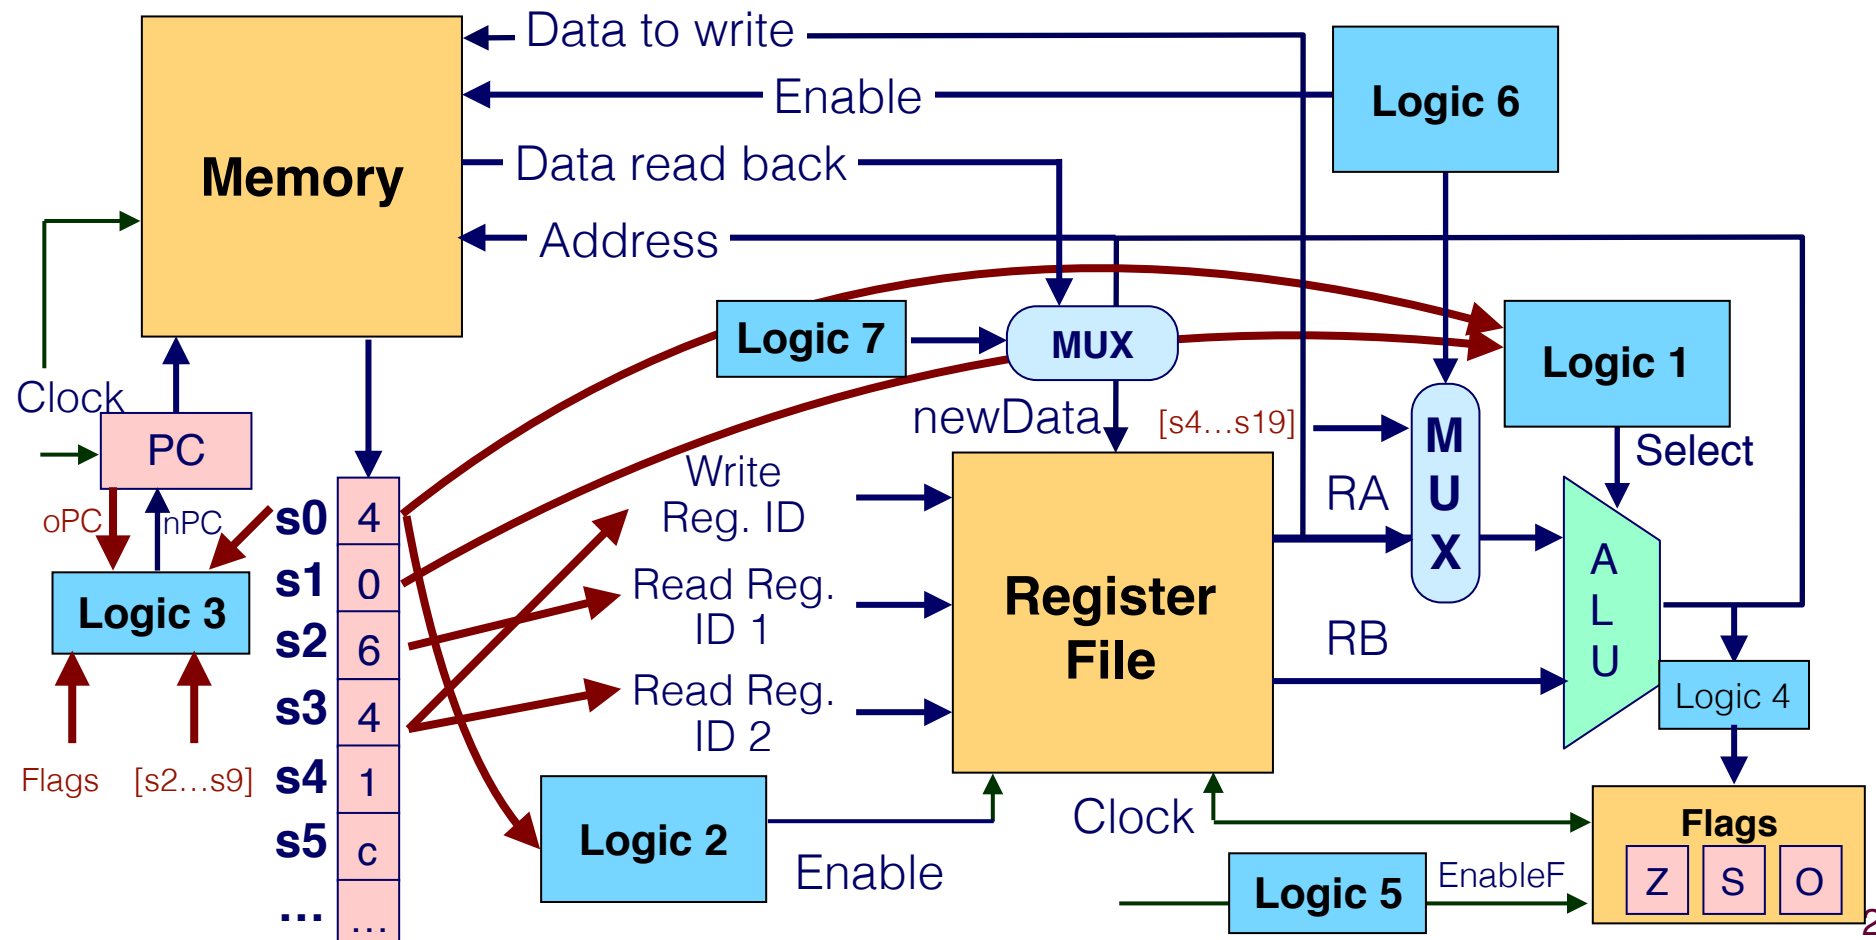 Data to write
Enable
Logic 6
Memory
Data read back
Address
Logic 7
MUX
Logic 1
Clock
newData
[s4...s19]
M
U
X
Select
PC
Write
Reg. ID
RA
oPC
nPC
s0 4
s1 0
Logic 3
Read Reg.
ID 1
Register
File
A
L
U
s2 6
RB
s3 4
Read Reg.
ID 2
Logic 4
Flags
[s2...s9]
s4 1
s5 c
Logic 2
Enable
Clock
Flags
Z S O
Logic 5
EnableF
... ...
2